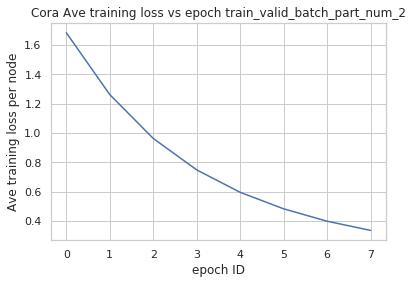 Cora Ave training loss vs epoch train_valid_batch_part_num_2
Ave training loss per node
1.6
1.4
1.2
1.0
0.8
0.6
0.4
0 1 2 3 4 5 6 7
epoch ID